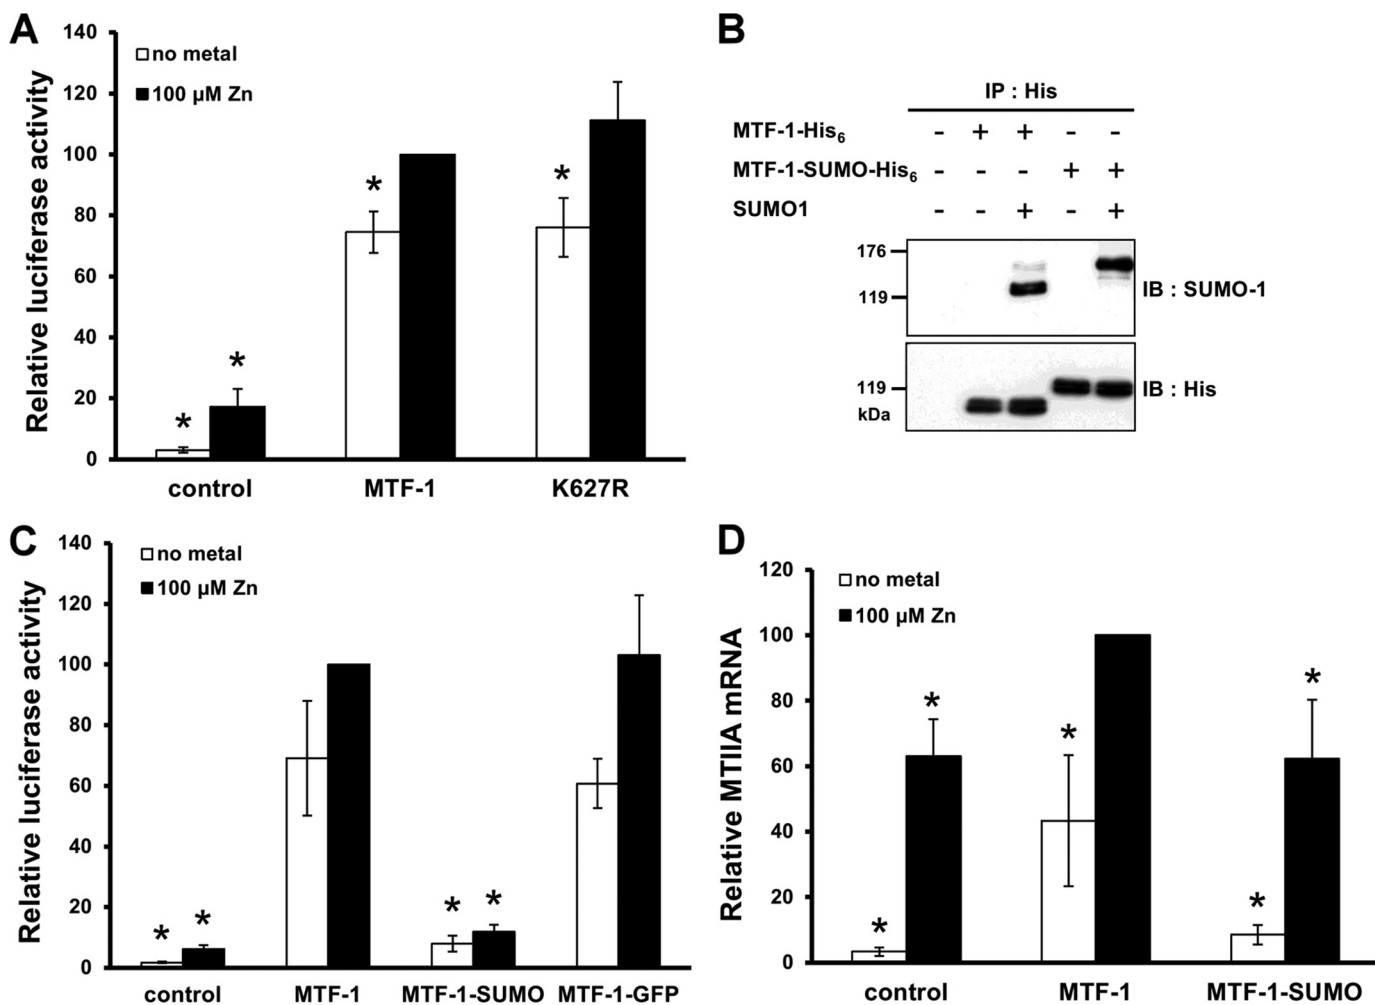 A
Relative luciferase activity
140
120
100
80
60
40
20
0
no metal
100 µM Zn
* * * *
control MTF-1 K627R
B
IP : His
MTF-1-His6 - + + - -
MTF-1-SUMO-His6 - - - + +
SUMO1 - - + - +
176
119
IB : SUMO-1
119
kDa
IB : His
C
Relative luciferase activity
140
120
100
80
60
40
20
0
no metal
100 µM Zn
* * * *
control MTF-1 MTF-1-SUMO MTF-1-GFP
D
Relative MTIIA mRNA
120
100
80
60
40
20
0
no metal
100 µM Zn
* * * * *
control MTF-1 MTF-1-SUMO